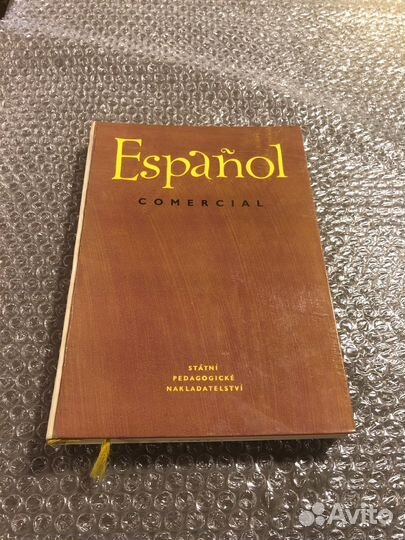 Español
COMERCIAL
STÁTNÍ
PEDAGOGICKÉ
NAKLADATELSTVÍ
Avito